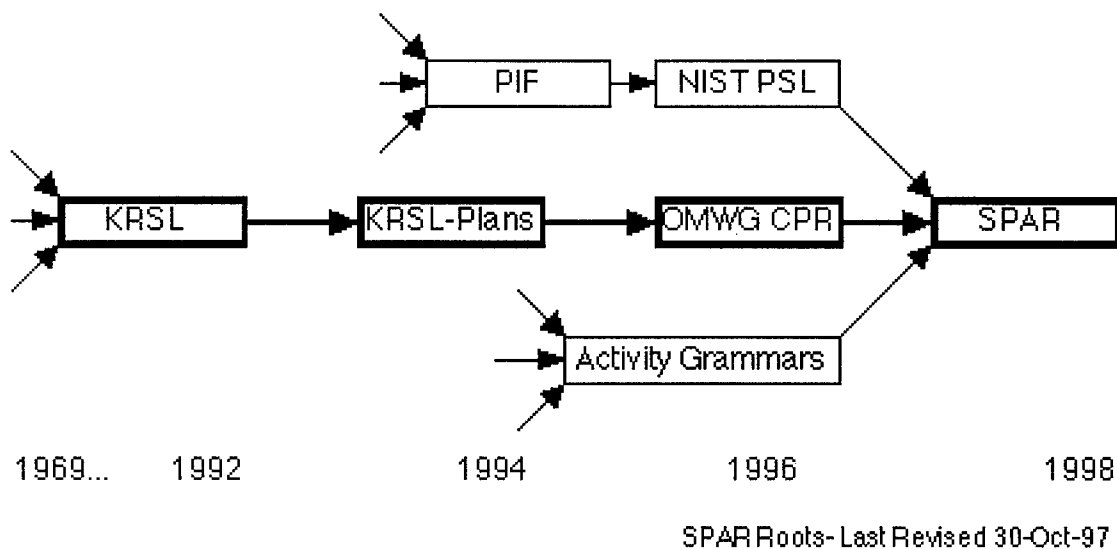 PIF NIST PSL
KRSL KRSL-Plans OMWG CPR SPAR
Activity Grammars
1969... 1992 1994 1996 1998
SPAR Roots- Last Revised 30-Oct-97